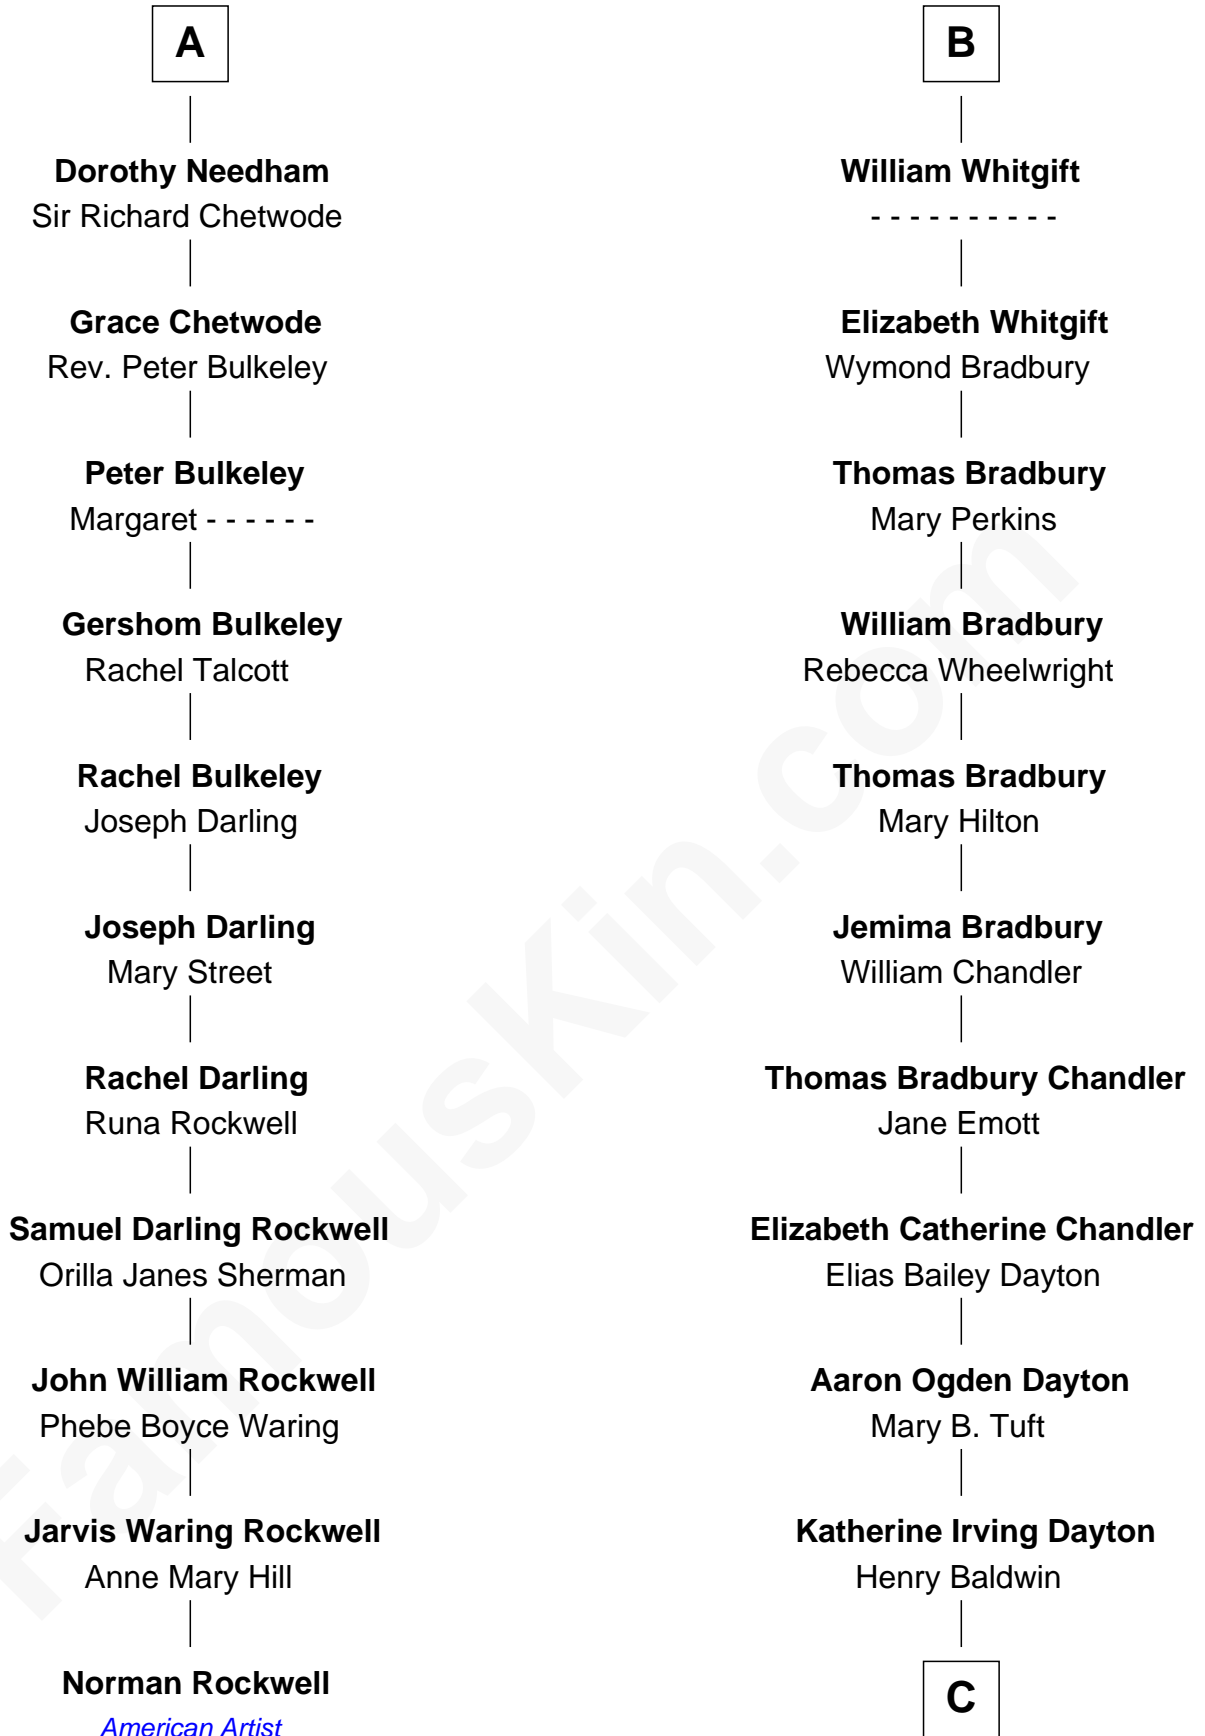 A
Dorothy Needham
Sir Richard Chetwode
Grace Chetwode
Rev. Peter Bulkeley
Peter Bulkeley
Margaret - - - - - -
Gershom Bulkeley
Rachel Talcott
Rachel Bulkeley
Joseph Darling
Joseph Darling
Mary Street
Rachel Darling
Runa Rockwell
Samuel Darling Rockwell
Orilla Janes Sherman
John William Rockwell
Phebe Boyce Waring
Jarvis Waring Rockwell
Anne Mary Hill
Norman Rockwell
American Artist
B
William Whitgift
- - - - - - - - - -
Elizabeth Whitgift
Wymond Bradbury
Thomas Bradbury
Mary Perkins
William Bradbury
Rebecca Wheelwright
Thomas Bradbury
Mary Hilton
Jemima Bradbury
William Chandler
Thomas Bradbury Chandler
Jane Emott
Elizabeth Catherine Chandler
Elias Bailey Dayton
Aaron Ogden Dayton
Mary B. Tuft
Katherine Irving Dayton
Henry Baldwin
C
FamousKin.com